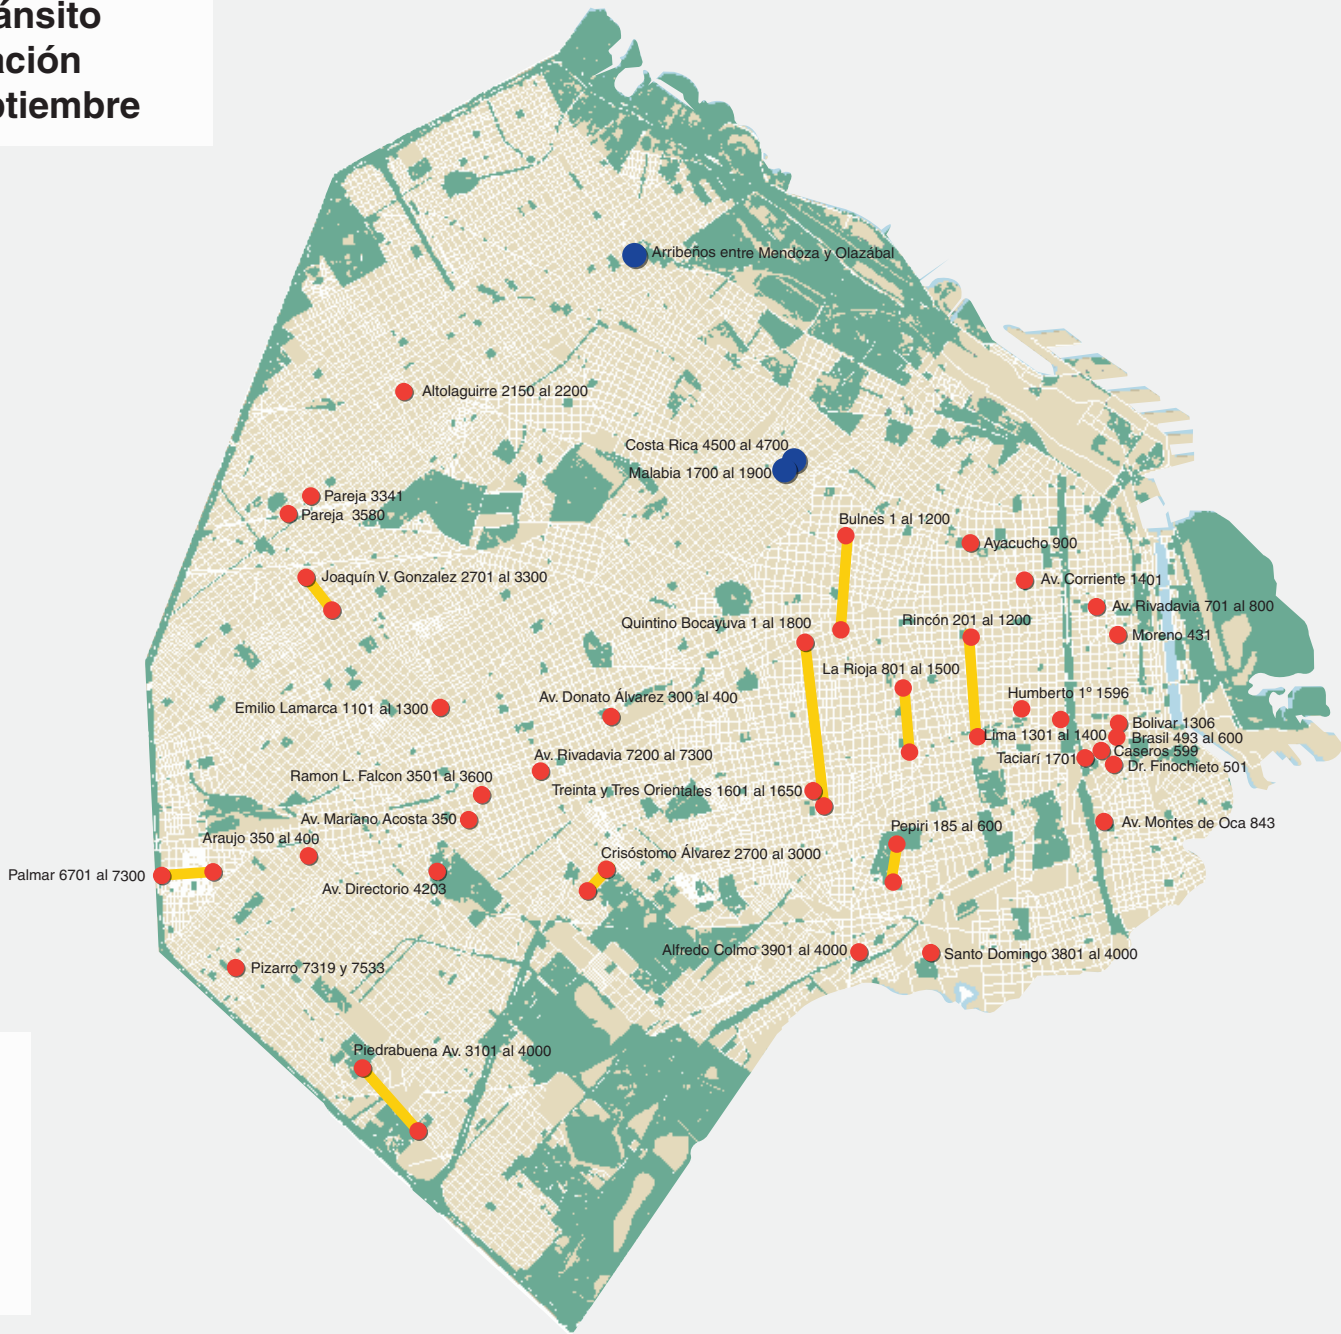 ánsito
ación
ptiembre
Arribeños entre Mendoza y Olazábal
Altolaguirre 2150 al 2200
Costa Rica 4500 al 4700
Malabia 1700 al 1900
Pareja 3341
Pareja 3580
Bulnes 1 al 1200
Ayacucho 900
Joaquín V. Gonzalez 2701 al 3300
Av. Corriente 1401
Av. Rivadavia 701 al 800
Quintino Bocayuva 1 al 1800
Rincón 201 al 1200
Moreno 431
La Rioja 801 al 1500
Av. Donato Álvarez 300 al 400
Humberto 1º 1596
Emilio Lamarca 1101 al 1300
Bolivar 1306
Lima 1301 al 1400
Brasil 493 al 600
Caseros 599
Taciarí 1701
Av. Rivadavia 7200 al 7300
Dr. Finochieto 501
Ramon L. Falcon 3501 al 3600
Treinta y Tres Orientales 1601 al 1650
Av. Mariano Acosta 350
Av. Montes de Oca 843
Pepiri 185 al 600
Araujo 350 al 400
Crisóstomo Álvarez 2700 al 3000
Palmar 6701 al 7300
Av. Directorio 4203
Alfredo Colmo 3901 al 4000
Santo Domingo 3801 al 4000
Pizarro 7319 y 7533
Piedrabuena Av. 3101 al 4000